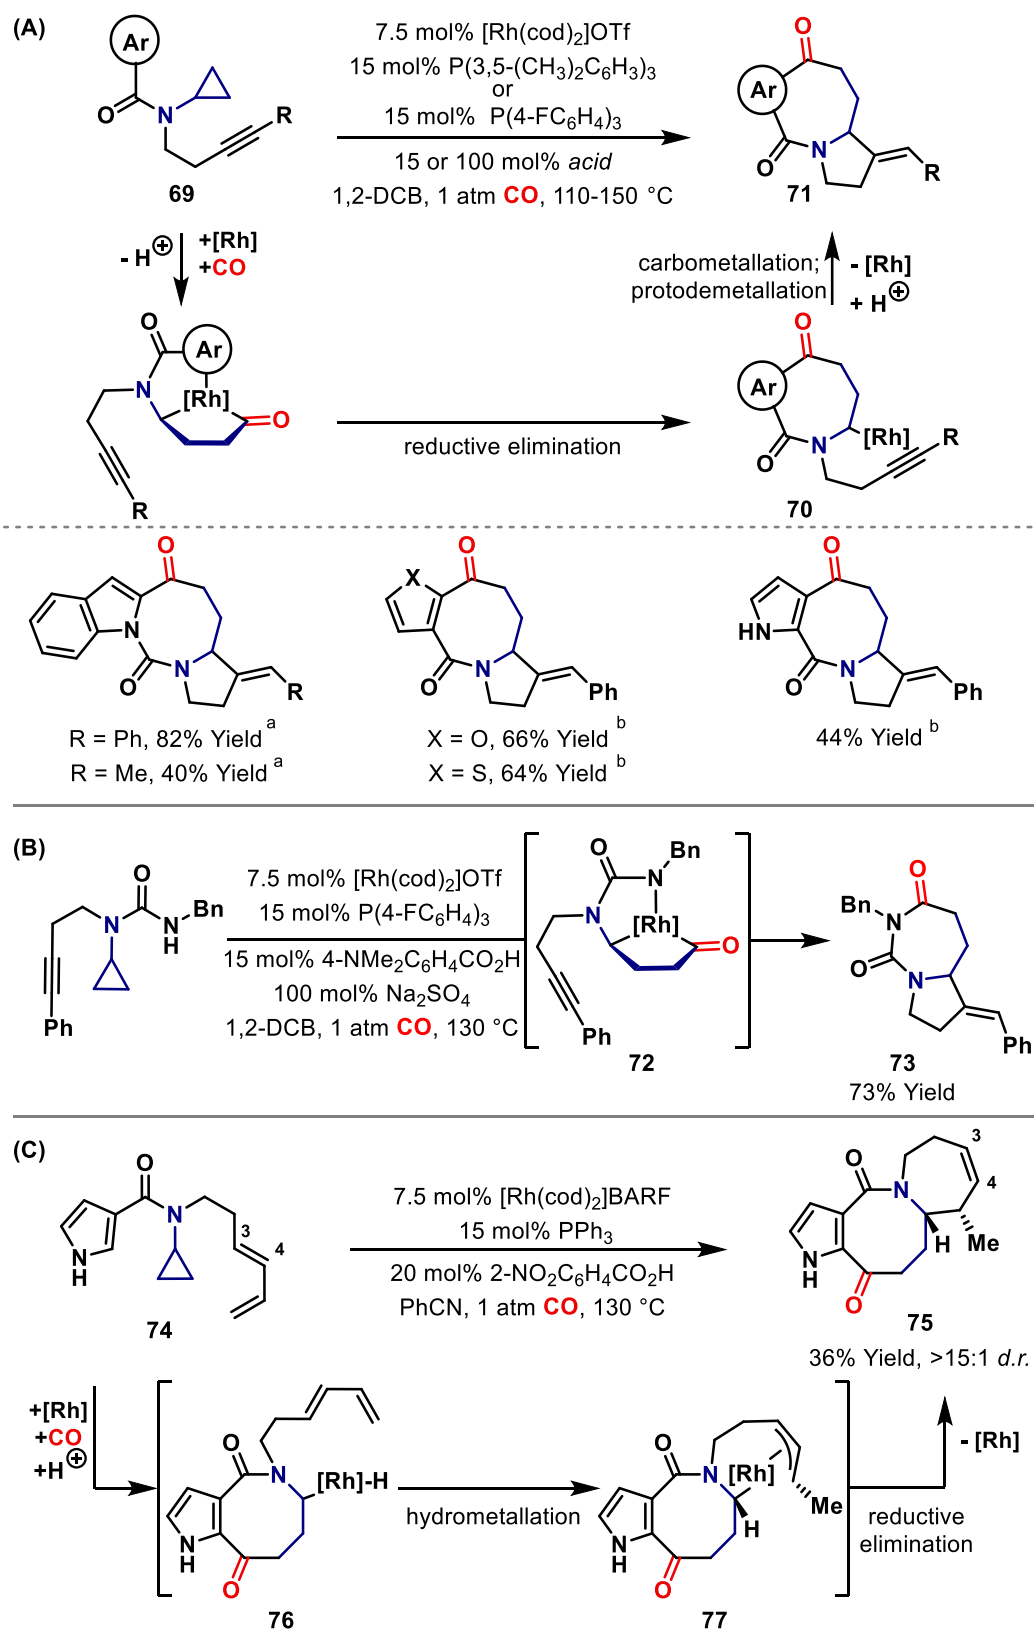 (A)
Ar
O
N
R
69
7.5 mol% [Rh(cod)₂]OTf
15 mol% P(3,5-(CH₃)₂C₆H₃)₃
or
15 mol% P(4-FC₆H₄)₃
15 or 100 mol% acid
1,2-DCB, 1 atm CO, 110-150 °C
O
Ar
O
N
R
71
- H⊕
+[Rh]
+CO
carbometallation;
protodemetallation
- [Rh]
+ H⊕
O
Ar
N
[Rh]
O
R
reductive elimination
O
Ar
[Rh]
N
O
R
70
O
N
N
O
R
R = Ph, 82% Yield a
R = Me, 40% Yield a
O
X
N
O
Ph
X = O, 66% Yield b
X = S, 64% Yield b
O
HN
N
O
Ph
44% Yield b
(B)
O
N
N
H
Bn
Ph
7.5 mol% [Rh(cod)₂]OTf
15 mol% P(4-FC₆H₄)₃
15 mol% 4-NMe₂C₆H₄CO₂H
100 mol% Na₂SO₄
1,2-DCB, 1 atm CO, 130 °C
O
Bn
N
N
[Rh]
O
Ph
72
O
Bn
N
O
N
Ph
73
73% Yield
(C)
O
N
3
4
N
H
74
7.5 mol% [Rh(cod)₂]BARF
15 mol% PPh₃
20 mol% 2-NO₂C₆H₄CO₂H
PhCN, 1 atm CO, 130 °C
3
O
4
N
H
Me
N
H
O
75
36% Yield, >15:1 d.r.
+[Rh]
+CO
+H⊕
O
N
[Rh]-H
N
H
O
76
hydrometallation
O
N
[Rh]
Me
H
N
H
O
77
- [Rh]
reductive
elimination